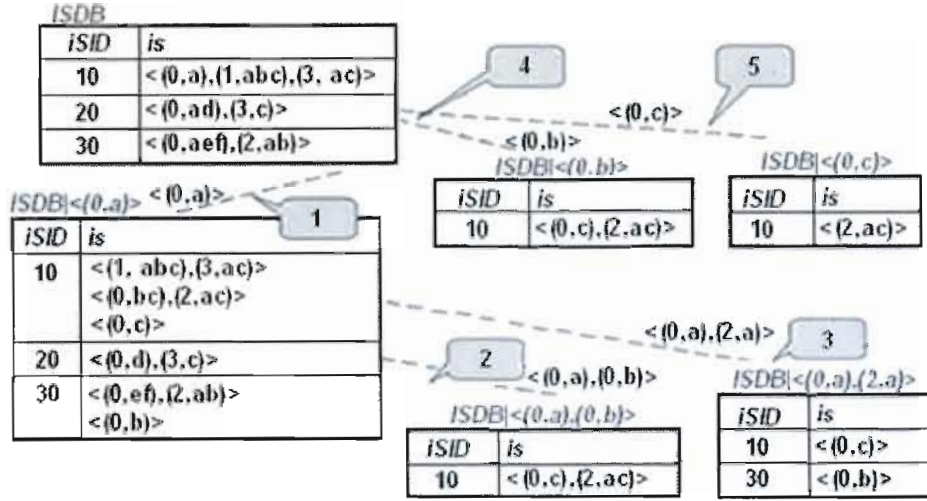 ISDB
iSID is
10 <(0,a),(1,abc),(3, ac)>
20 <(0,ad),(3,c)>
30 <(0,aef),(2,ab)>
4
5
<(0,c)>
<(0,b)>
ISDB|<(0.b)>
iSID is
10 <(0,c),(2,ac)>
ISDB|<(0,c)>
iSID is
10 <(2,ac)>
ISDB|<(0.a)> <(0,a)>
1
iSID is
10 <(1, abc),(3,ac)>
<(0,bc),(2,ac)>
<(0,c)>
20 <(0,d),(3,c)>
30 <(0,ef),(2,ab)>
<(0,b)>
<(0,a),(2,a)>
3
2
<(0,a),(0,b)>
ISDB|<(0.a).(0,b)>
iSID is
10 <(0,c),(2,ac)>
ISDB|<(0,a).(2.a)>
iSID is
10 <(0,c)>
30 <(0,b)>